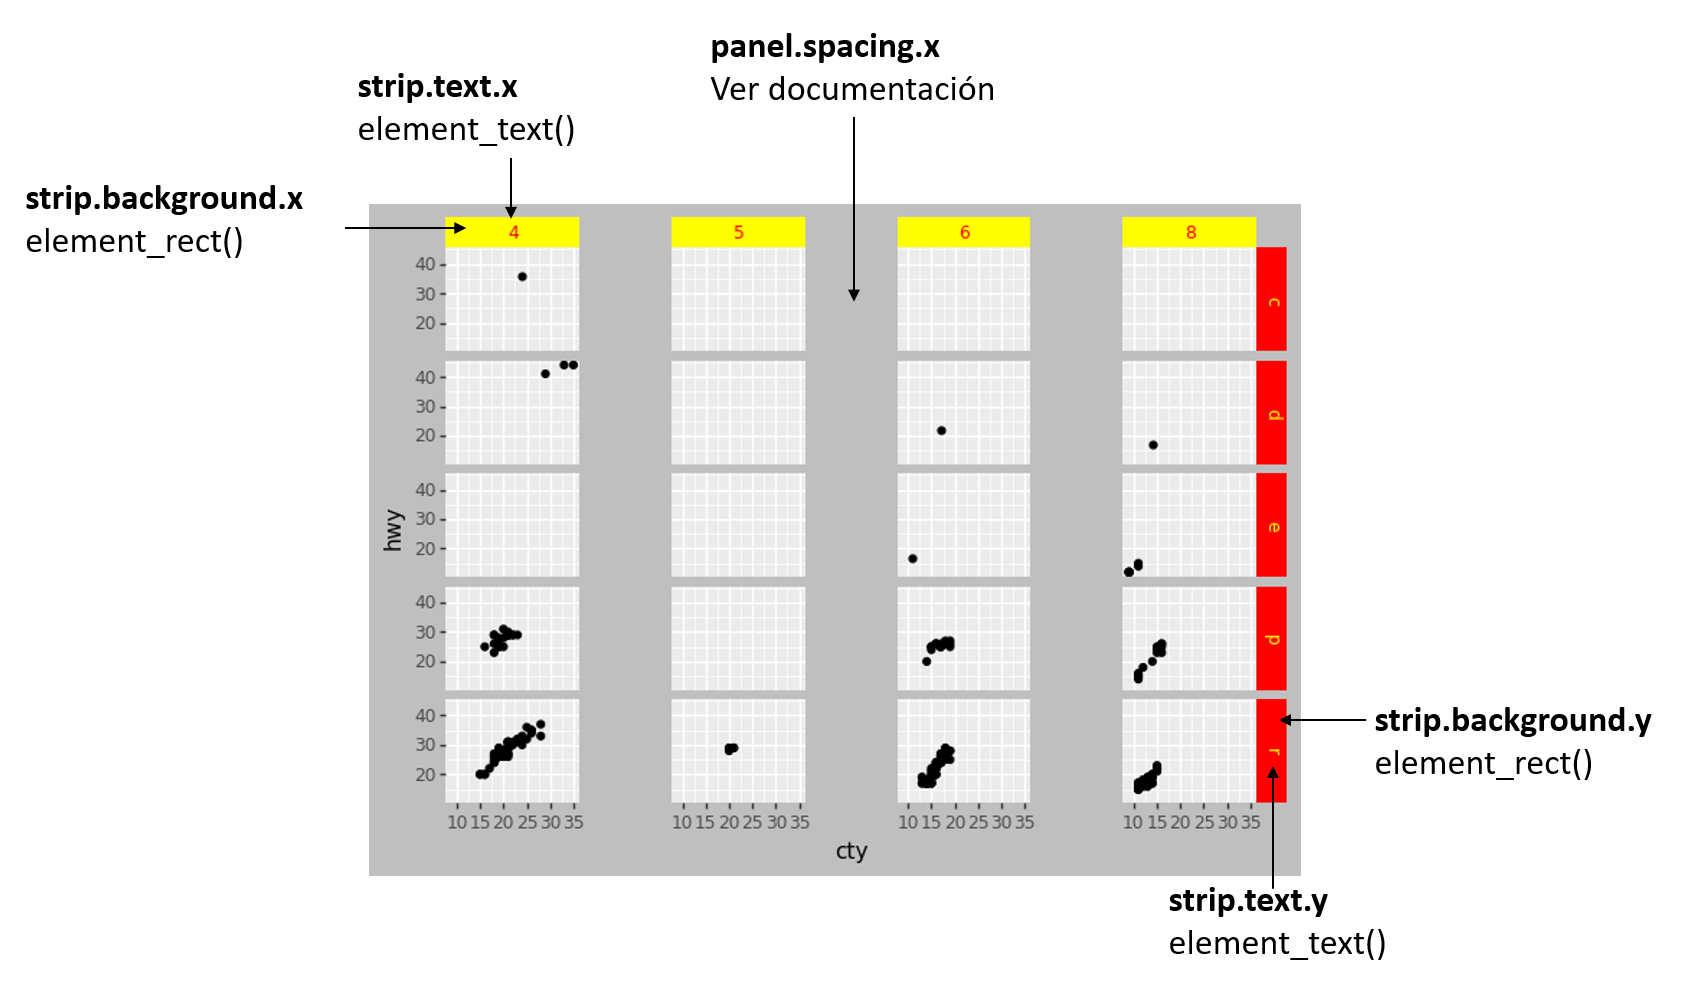 panel.spacing.x
Ver documentación
strip.text.x
element_text()
strip.background.x
element_rect()
4 5 6 8
40
30
20
c
40
30
20
d
40
30
20
e
hwy
40
30
20
p
40
30
20
r
10 15 20 25 30 35 10 15 20 25 30 35 10 15 20 25 30 35 10 15 20 25 30 35
cty
strip.background.y
element_rect()
strip.text.y
element_text()